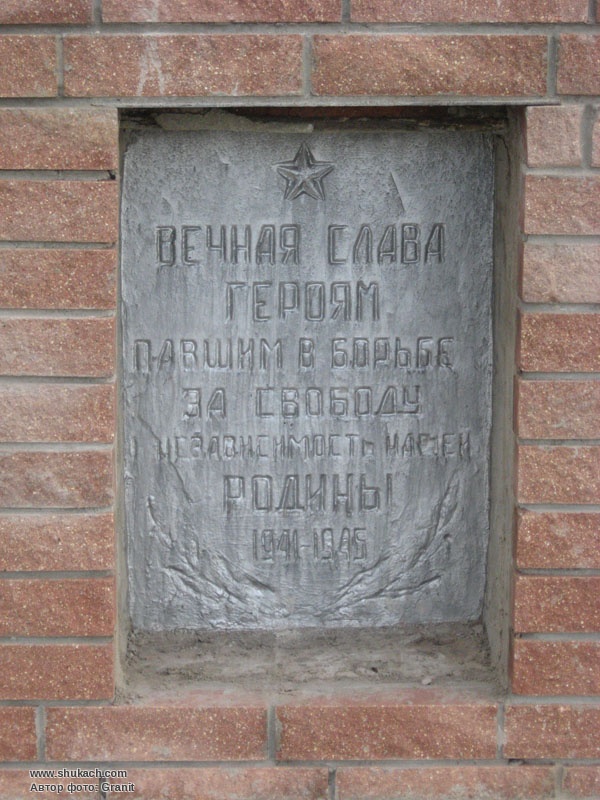 ВЕЧНАЯ СЛАВА
ГЕРОЯМ
ПАВШИМ В БОРЬБЕ
ЗА СВОБОДУ
И НЕЗАВИСИМОСТЬ НАШЕЙ
РОДИНЫ
1941-1945
www.shukach.com
Автор фото: Granit